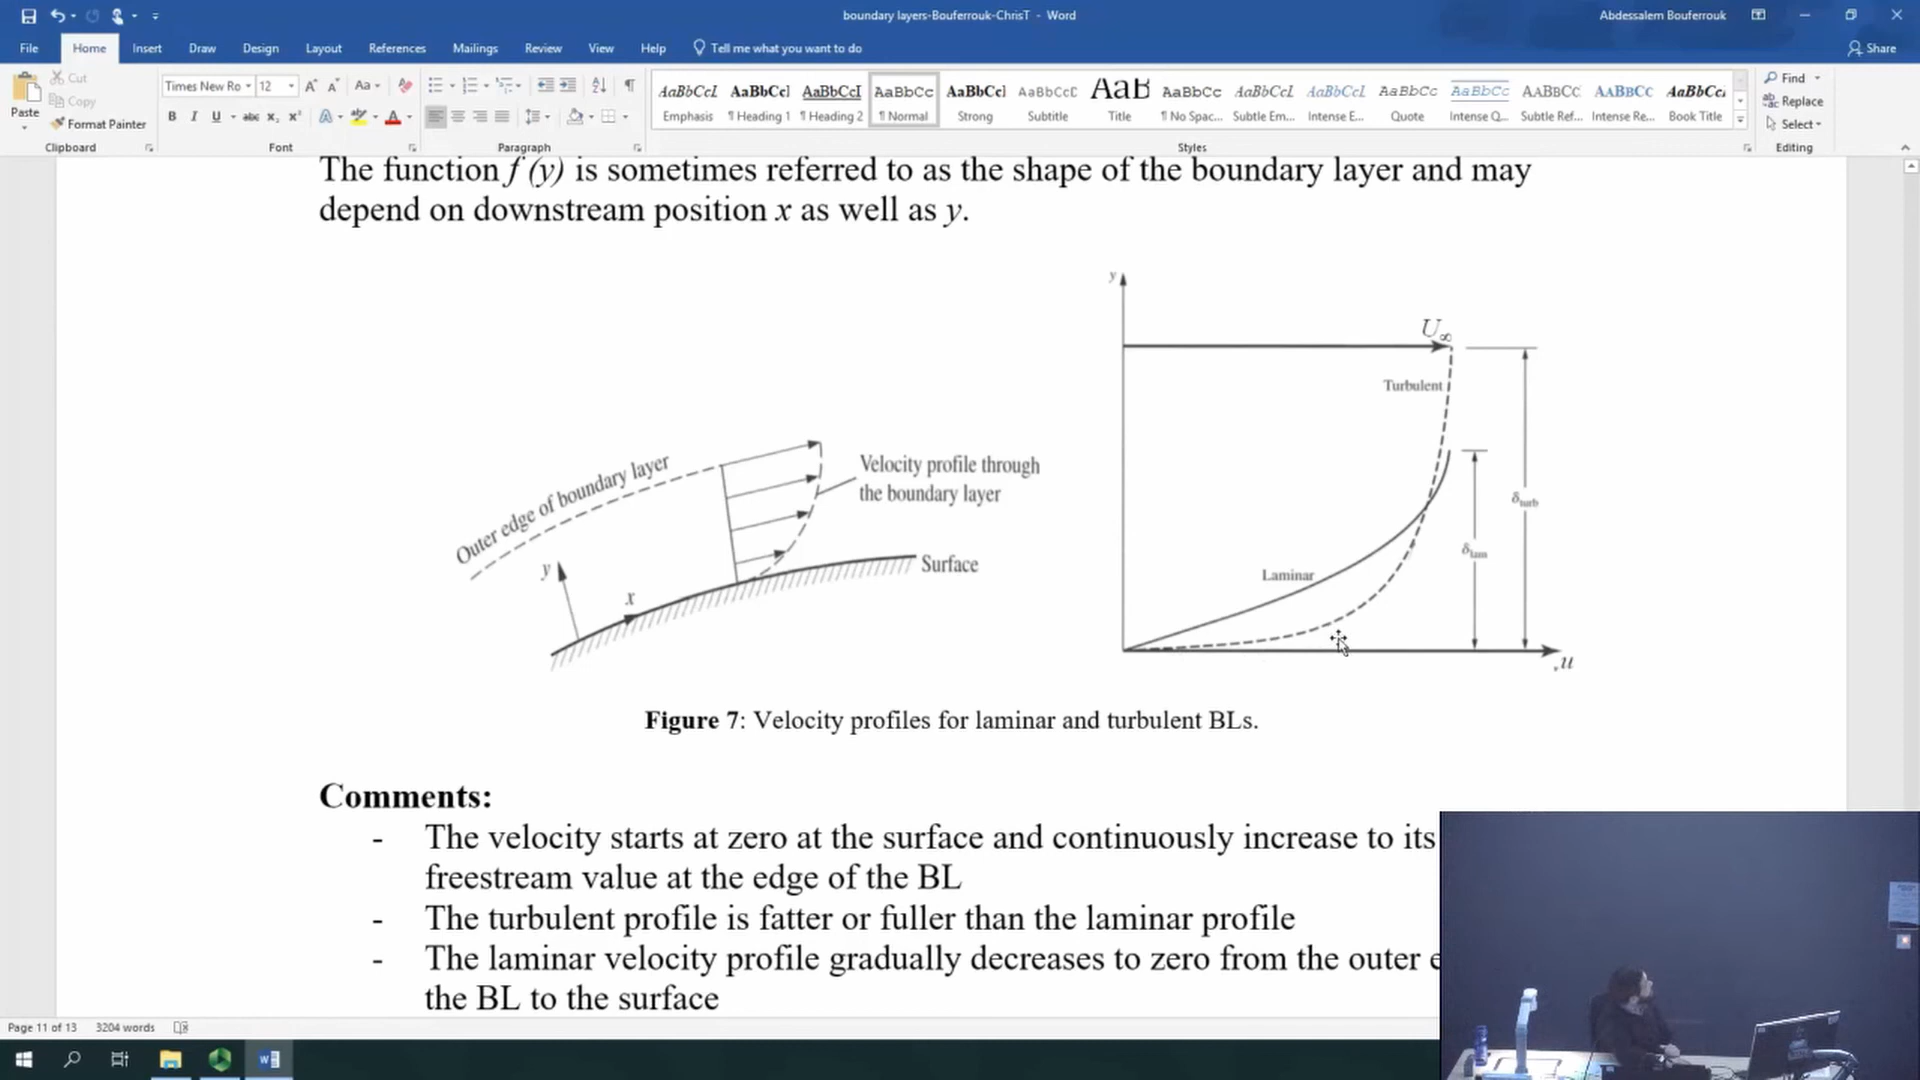 boundary layers-Bouferrouk-ChrisT - Word
Abdessalem Bouferrouk
File Home Insert Draw Design Layout References Mailings Review View Help Tell me what you want to do Share
Paste
Cut
Copy
Format Painter
Clipboard
Times New Ro 12
Font
Paragraph
AaBbCcI AaBbCcI AaBbCcI AaBbCc AaBbCcI AaBbCcC AaB AaBbCc AaBbCcI AaBbCcI AaBbCc AaBbCc AABBCC AABBCC AaBbCc
Emphasis ¶ Heading 1 ¶ Heading 2 ¶ Normal Strong Subtitle Title ¶ No Spac... Subtle Em... Intense E... Quote Intense Q... Subtle Ref... Intense Re... Book Title
Styles
Find
Replace
Select
Editing
The function f (y) is sometimes referred to as the shape of the boundary layer and may
depend on downstream position x as well as y.
Outer edge of boundary layer
Velocity profile through
the boundary layer
Surface
y
x
y
U∞
Turbulent
Laminar
δlam
δturb
u
Figure 7: Velocity profiles for laminar and turbulent BLs.
Comments:
- The velocity starts at zero at the surface and continuously increase to its
freestream value at the edge of the BL
- The turbulent profile is fatter or fuller than the laminar profile
- The laminar velocity profile gradually decreases to zero from the outer e
the BL to the surface
Page 11 of 13 3204 words